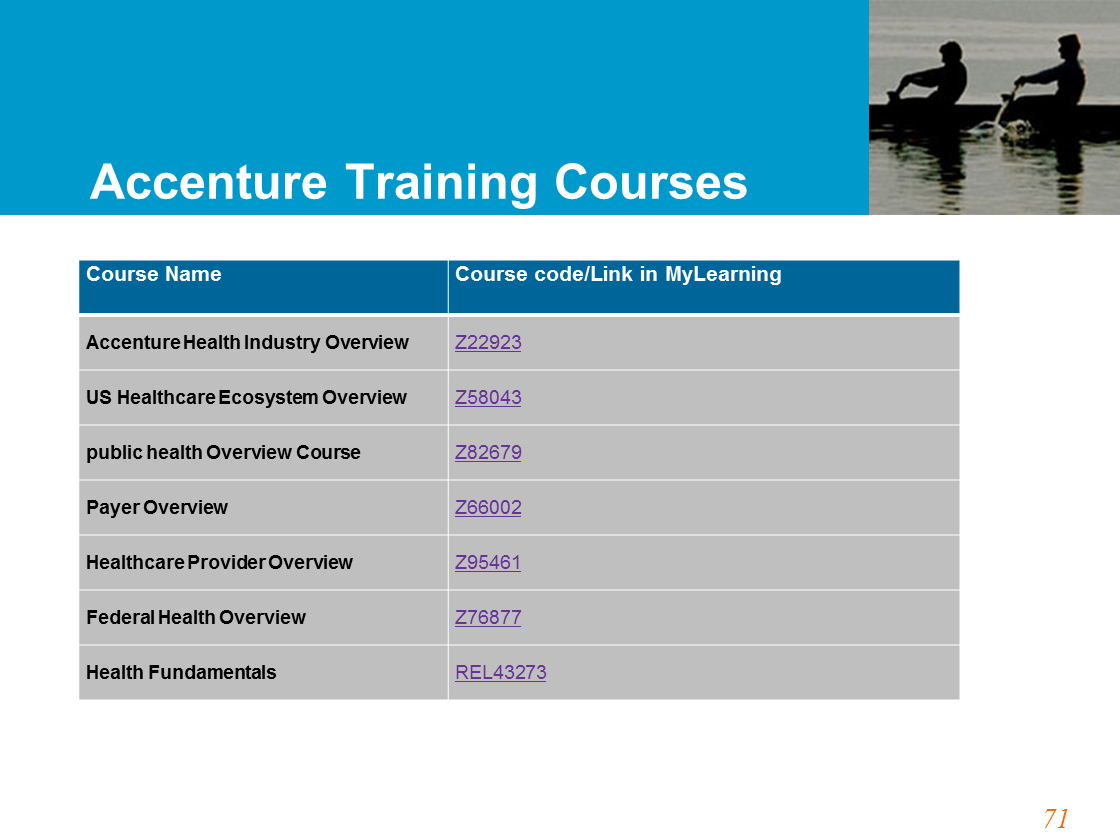 Accenture Training Courses
Course Name Course code/Link in MyLearning
Accenture Health Industry Overview Z22923
US Healthcare Ecosystem Overview Z58043
public health Overview Course Z82679
Payer Overview Z66002
Healthcare Provider Overview Z95461
Federal Health Overview Z76877
Health Fundamentals REL43273
71